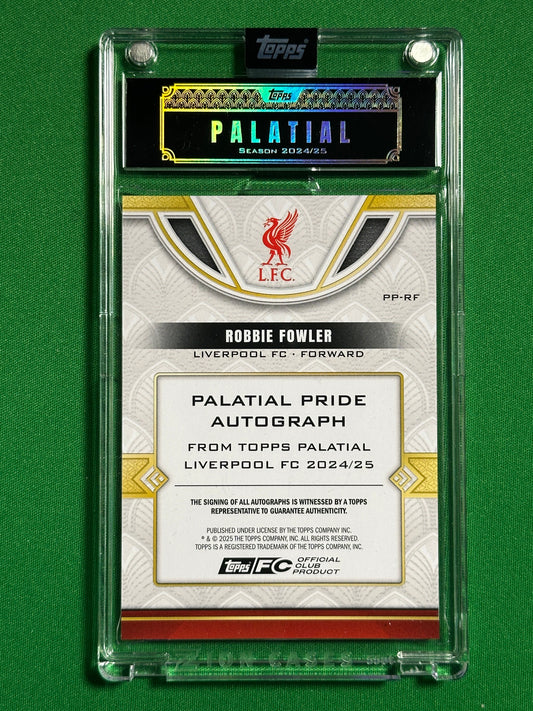 Topps
Topps
PALATIAL
SEASON 2024/25
L.F.C.
PP-RF
ROBBIE FOWLER
LIVERPOOL FC · FORWARD
PALATIAL PRIDE
AUTOGRAPH
FROM TOPPS PALATIAL
LIVERPOOL FC 2024/25
THE SIGNING OF ALL AUTOGRAPHS IS WITNESSED BY A TOPPS
REPRESENTATIVE TO GUARANTEE AUTHENTICITY.
PUBLISHED UNDER LICENSE BY THE TOPPS COMPANY INC.
® & © 2025 THE TOPPS COMPANY, INC. ALL RIGHTS RESERVED.
TOPPS IS A REGISTERED TRADEMARK OF THE TOPPS COMPANY, INC.
Topps FC OFFICIAL
CLUB
PRODUCT
ZION CASES